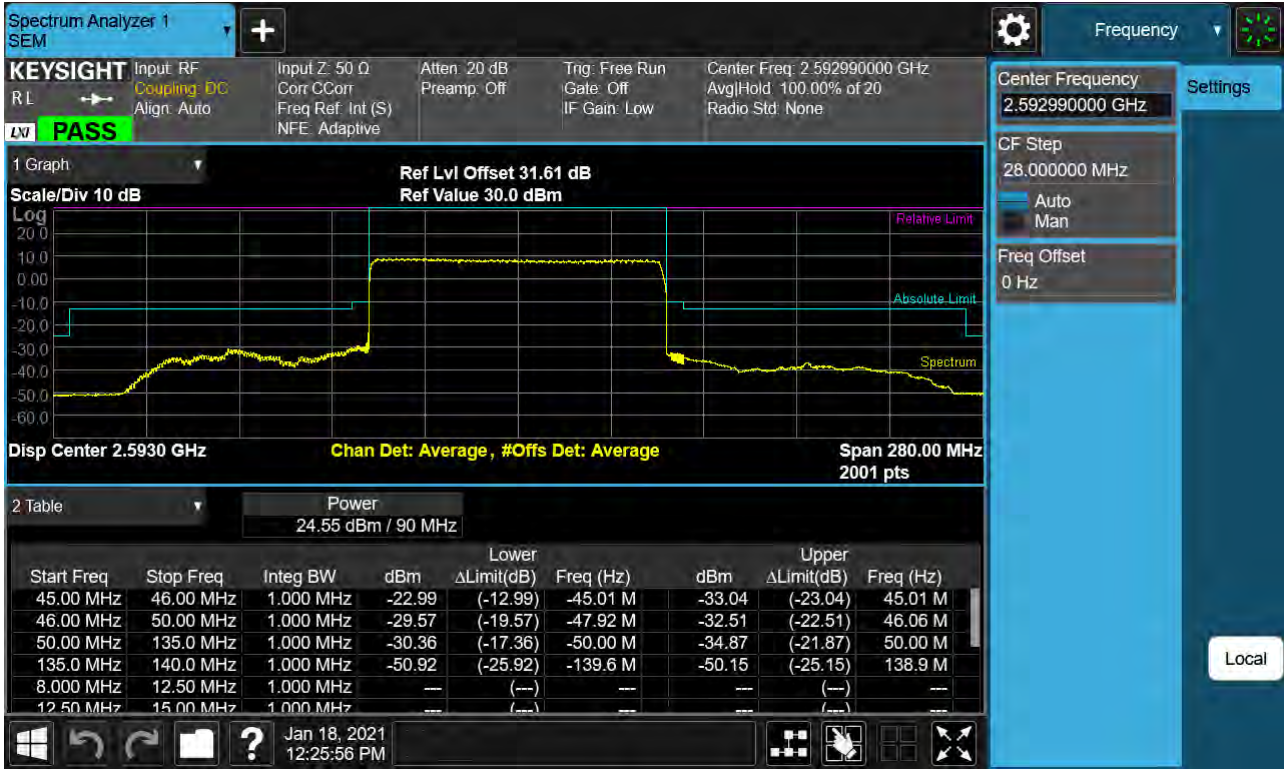 Spectrum Analyzer 1
SEM
+
Frequency
KEYSIGHT
RL
LXI
PASS
Input: RF
Coupling: DC
Align: Auto
Input Z: 50 Ω
Corr CCorr
Freq Ref: Int (S)
NFE: Adaptive
Atten: 20 dB
Preamp: Off
Trig: Free Run
Gate: Off
IF Gain: Low
Center Freq: 2.592990000 GHz
Avg|Hold: 100.00% of 20
Radio Std: None
Center Frequency
2.592990000 GHz
Settings
CF Step
28.000000 MHz
Auto
Man
Freq Offset
0 Hz
Local
1 Graph
Scale/Div 10 dB
Ref Lvl Offset 31.61 dB
Ref Value 30.0 dBm
Log
Relative Limit
20.0
10.0
0.00
-10.0
Absolute Limit
-20.0
-30.0
-40.0
Spectrum
-50.0
-60.0
Disp Center 2.5930 GHz
Chan Det: Average, #Offs Det: Average
Span 280.00 MHz
2001 pts
2 Table
Power
24.55 dBm / 90 MHz
Lower Upper
Start Freq Stop Freq Integ BW dBm ΔLimit(dB) Freq (Hz) dBm ΔLimit(dB) Freq (Hz)
45.00 MHz 46.00 MHz 1.000 MHz -22.99 (-12.99) -45.01 M -33.04 (-23.04) 45.01 M
46.00 MHz 50.00 MHz 1.000 MHz -29.57 (-19.57) -47.92 M -32.51 (-22.51) 46.06 M
50.00 MHz 135.0 MHz 1.000 MHz -30.36 (-17.36) -50.00 M -34.87 (-21.87) 50.00 M
135.0 MHz 140.0 MHz 1.000 MHz -50.92 (-25.92) -139.6 M -50.15 (-25.15) 138.9 M
8.000 MHz 12.50 MHz 1.000 MHz --- (---) --- --- (---) ---
12.50 MHz 15.00 MHz 1.000 MHz --- (---) --- --- (---) ---
?
Jan 18, 2021
12:25:56 PM